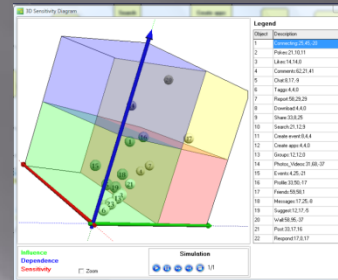 3D Sensitivity Diagram
Legend
Object Description
1 Connecting:25,45,-20
2 Pokes:21,10,11
3 Likes:14,14,0
4 Comments:62,21,41
5 Chat:8,17,-9
6 Tagg:4,4,0
7 Report:58,29,29
8 Download:4,4,0
9 Share:33,8,25
10 Search:21,12,9
11 Create event:8,4,4
12 Create apps:4,4,0
13 Groups:12,12,0
14 Photos_Videos:31,68,-37
15 Events:4,25,-21
16 Profile:33,50,-17
17 Friends:59,58,1
18 Messages:17,25,-8
19 Suggest:12,17,-5
20 Wall:58,95,-37
21 Post:33,17,16
22 Respond:17,0,17
Influence
Dependence
Sensitivity
Zoom
Simulation
1/1